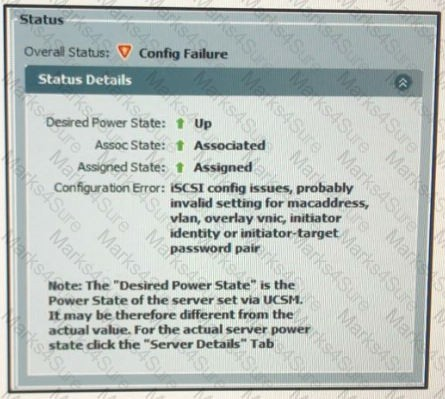 Status
Overall Status: Config Failure
Status Details
Desired Power State: Up
Assoc State: Associated
Assigned State: Assigned
Configuration Error: iSCSI config issues, probably
invalid setting for macaddress,
vlan, overlay vnic, initiator
identity or initiator-target
password pair
Note: The "Desired Power State" is the
Power State of the server set via UCSM.
It may be therefore different from the
actual value. For the actual server power
state click the "Server Details" Tab
Marks4Sure